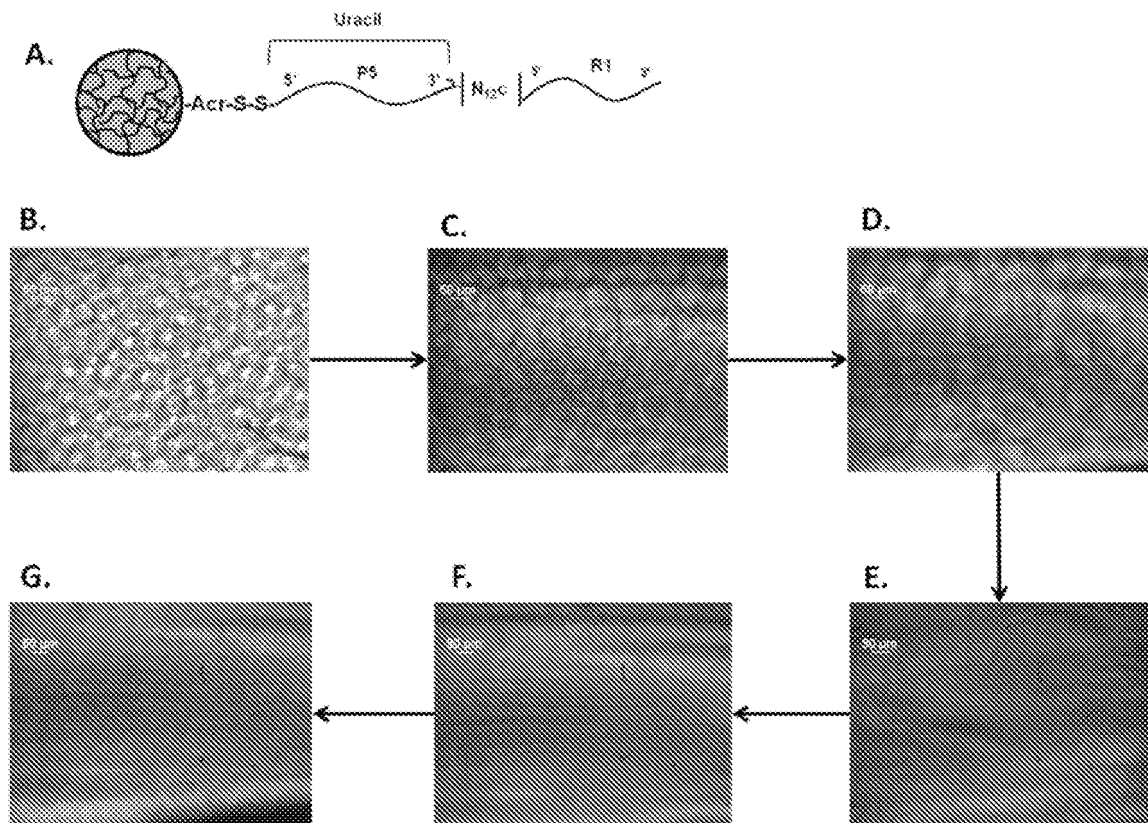 Uracil
A.
5' P5 3'
-Acr-S-S- N12C 5' R1 3'
B.
C.
D.
G.
F.
E.